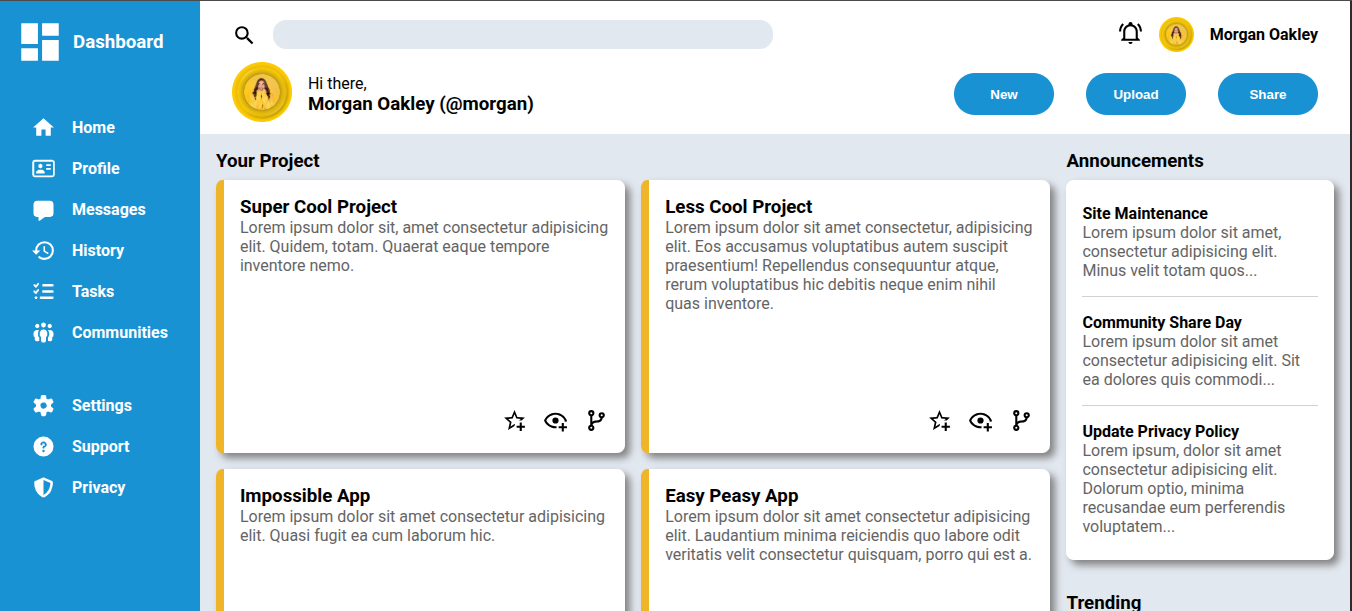 Dashboard
Home
Profile
Messages
History
Tasks
Communities
Settings
Support
Privacy
Morgan Oakley
Hi there,
Morgan Oakley (@morgan)
New
Upload
Share
Your Project
Super Cool Project
Lorem ipsum dolor sit, amet consectetur adipisicing
elit. Quidem, totam. Quaerat eaque tempore
inventore nemo.
Less Cool Project
Lorem ipsum dolor sit amet consectetur, adipisicing
elit. Eos accusamus voluptatibus autem suscipit
praesentium! Repellendus consequuntur atque,
rerum voluptatibus hic debitis neque enim nihil
quas inventore.
Impossible App
Lorem ipsum dolor sit amet consectetur adipisicing
elit. Quasi fugit ea cum laborum hic.
Easy Peasy App
Lorem ipsum dolor sit amet consectetur adipisicing
elit. Laudantium minima reiciendis quo labore odit
veritatis velit consectetur quisquam, porro qui est a.
Announcements
Site Maintenance
Lorem ipsum dolor sit amet,
consectetur adipisicing elit.
Minus velit totam quos...
Community Share Day
Lorem ipsum dolor sit amet
consectetur adipisicing elit. Sit
ea dolores quis commodi...
Update Privacy Policy
Lorem ipsum, dolor sit amet
consectetur adipisicing elit.
Dolorum optio, minima
recusandae eum perferendis
voluptatem...
Trending